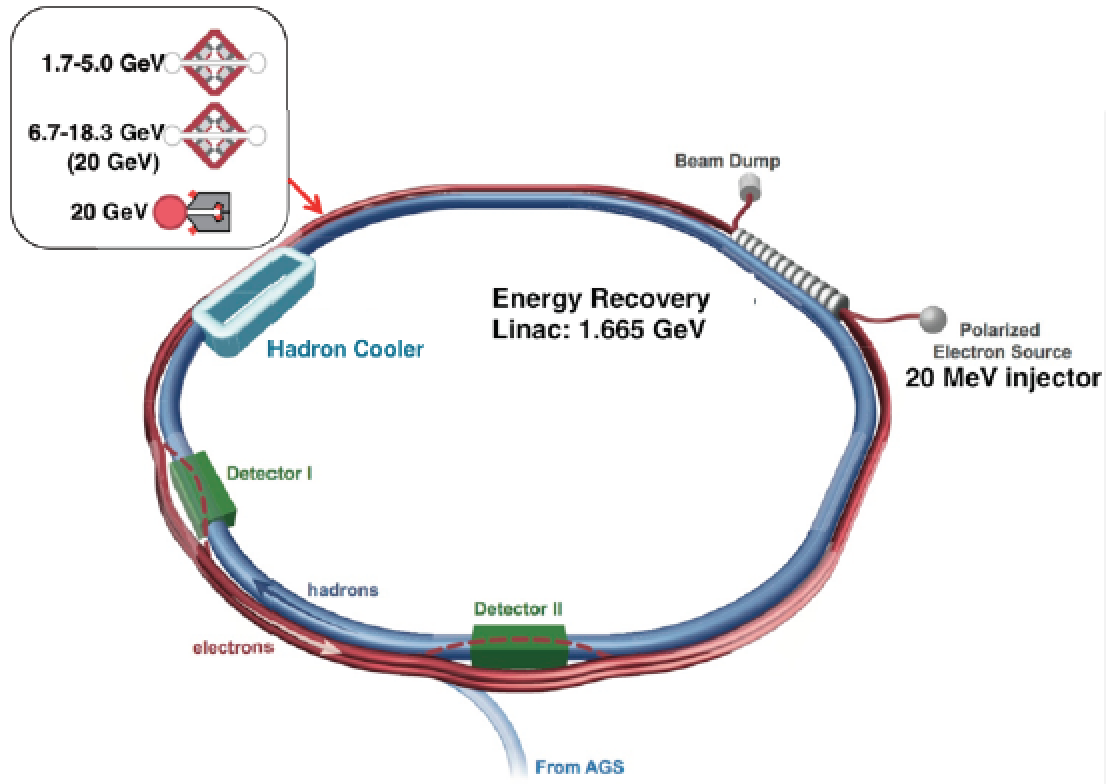 1.7-5.0 GeV
6.7-18.3 GeV
(20 GeV)
20 GeV
Beam Dump
Energy Recovery
Linac: 1.665 GeV
Polarized
Electron Source
20 MeV injector
Hadron Cooler
Detector I
hadrons
Detector II
electrons
From AGS